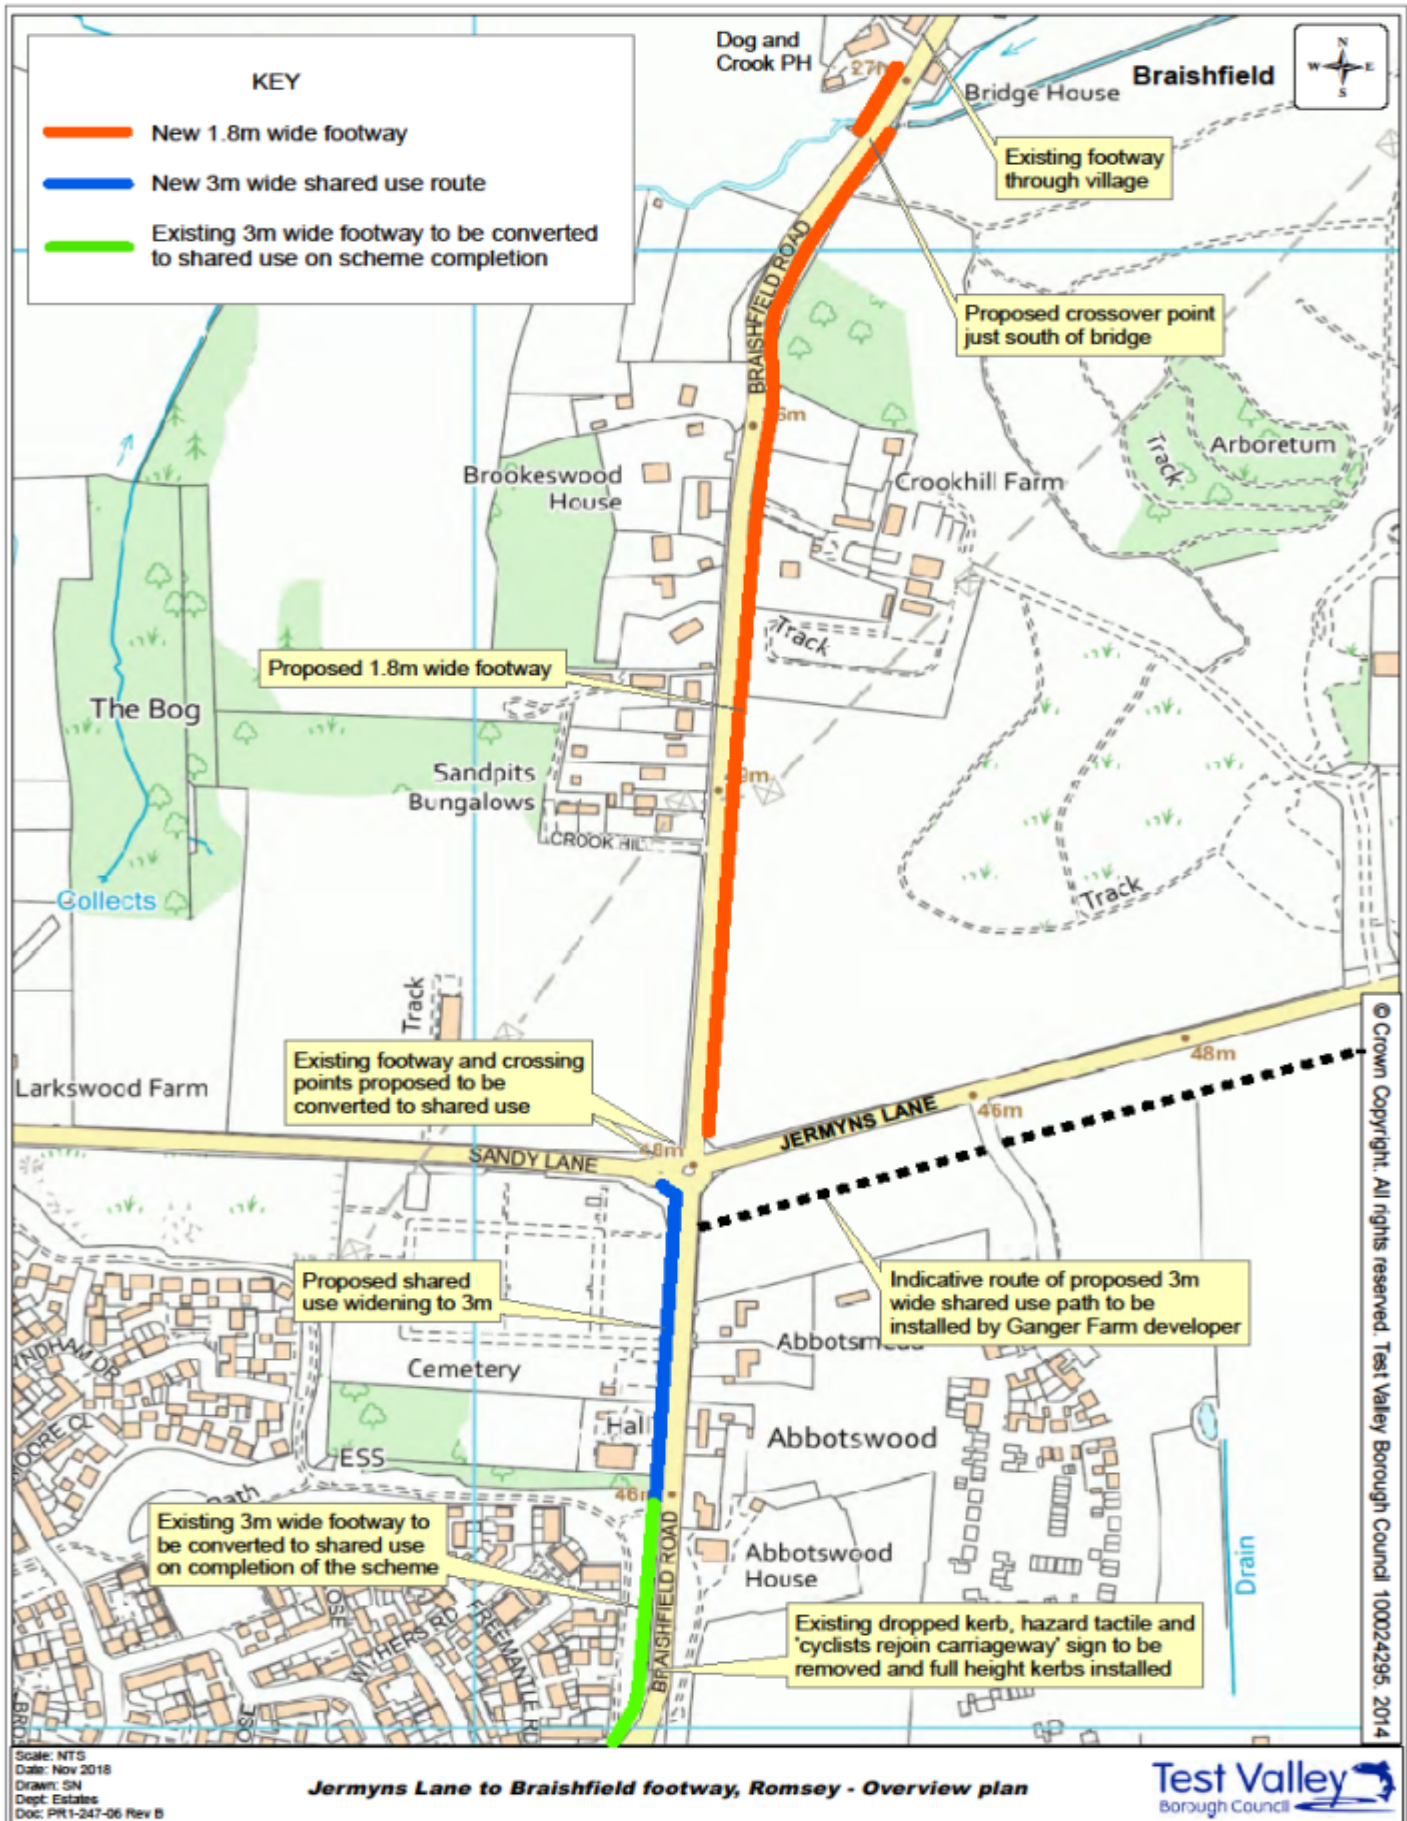 KEY
New 1.8m wide footway
New 3m wide shared use route
Existing 3m wide footway to be converted
to shared use on scheme completion
Dog and
Crook PH
Bridge House
Braishfield
N
W
E
S
Existing footway
through village
BRAISHFIELD ROAD
Proposed crossover point
just south of bridge
Brookeswood
House
Crookhill Farm
Track
Arboretum
Track
Proposed 1.8m wide footway
The Bog
Sandpits
Bungalows
Collects
Track
Track
Existing footway and crossing
points proposed to be
converted to shared use
Larkswood Farm
SANDY LANE
JERMYNS LANE
46m
48m
Proposed shared
use widening to 3m
Indicative route of proposed 3m
wide shared use path to be
installed by Ganger Farm developer
Cemetery
Hall
Abbotswood
ESS
Existing 3m wide footway to
be converted to shared use
on completion of the scheme
BRAISHFIELD ROAD
Abbotswood
House
Drain
Existing dropped kerb, hazard tactile and
'cyclists rejoin carriageway' sign to be
removed and full height kerbs installed
© Crown Copyright. All rights reserved. Test Valley Borough Council 100024295. 2014
Scale: NTS
Date: Nov 2018
Drawn: SN
Dept: Estates
Doc: PR1-247-06 Rev B
Jermyns Lane to Braishfield footway, Romsey - Overview plan
Test Valley
Borough Council